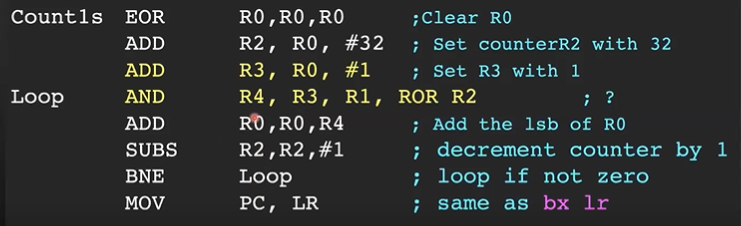 Count1s EOR R0,R0,R0 ;Clear R0
ADD R2, R0, #32 ; Set counterR2 with 32
ADD R3, R0, #1 ; Set R3 with 1
Loop AND R4, R3, R1, ROR R2 ; ?
ADD R0,R0,R4 ; Add the lsb of R0
SUBS R2,R2,#1 ; decrement counter by 1
BNE Loop ; loop if not zero
MOV PC, LR ; same as bx lr